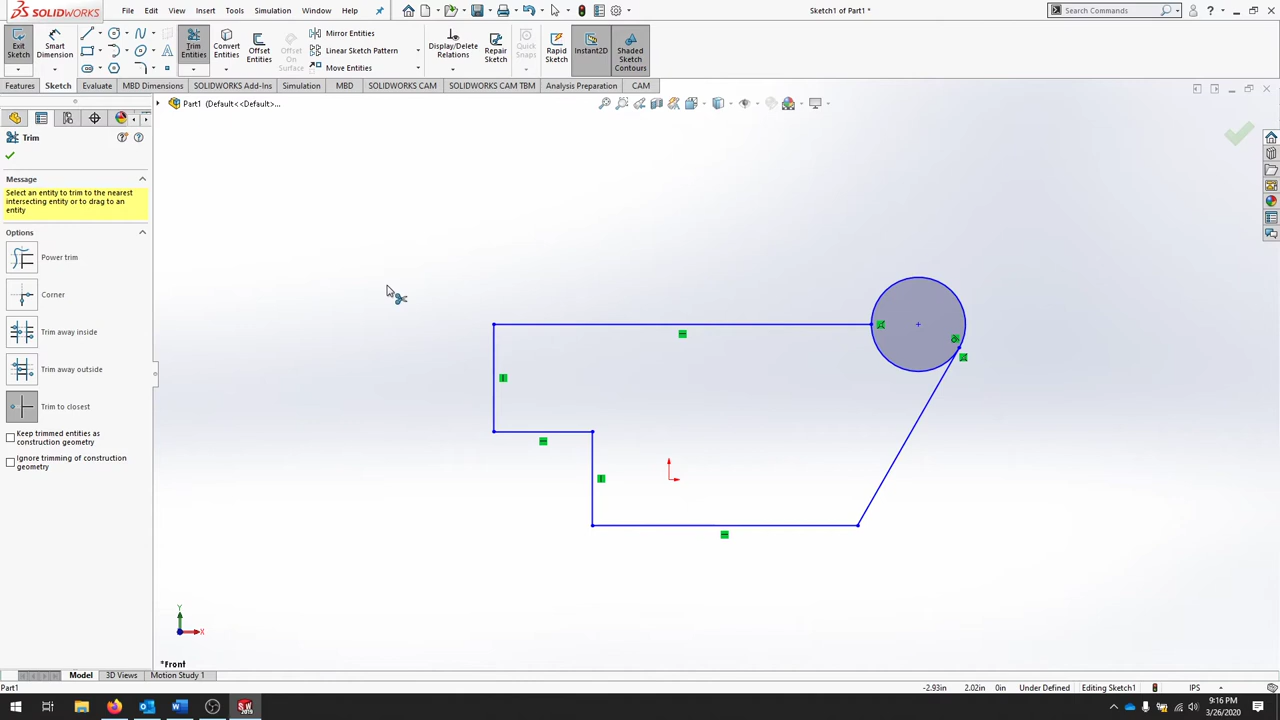 SOLIDWORKS
File
Edit
View
Insert
Tools
Simulation
Window
Help
Sketch1 of Part1 *
Search Commands
Exit
Sketch
Smart
Dimension
Trim
Entities
Convert
Entities
Offset
Entities
Offset
On
Surface
Mirror Entities
Linear Sketch Pattern
Move Entities
Display/Delete
Relations
Repair
Sketch
Quick
Snaps
Rapid
Sketch
Instant2D
Shaded
Sketch
Contours
Features
Sketch
Evaluate
MBD Dimensions
SOLIDWORKS Add-Ins
Simulation
MBD
SOLIDWORKS CAM
SOLIDWORKS CAM TBM
Analysis Preparation
CAM
Part1 (Default<<Default>...
Trim
Message
Select an entity to trim to the nearest
intersecting entity or to drag to an
entity
Options
Power trim
Corner
Trim away inside
Trim away outside
Trim to closest
Keep trimmed entities as
construction geometry
Ignore trimming of construction
geometry
Y
X
*Front
Model
3D Views
Motion Study 1
Part1
-2.93in
2.02in
0in
Under Defined
Editing Sketch1
IPS
9:16 PM
3/26/2020